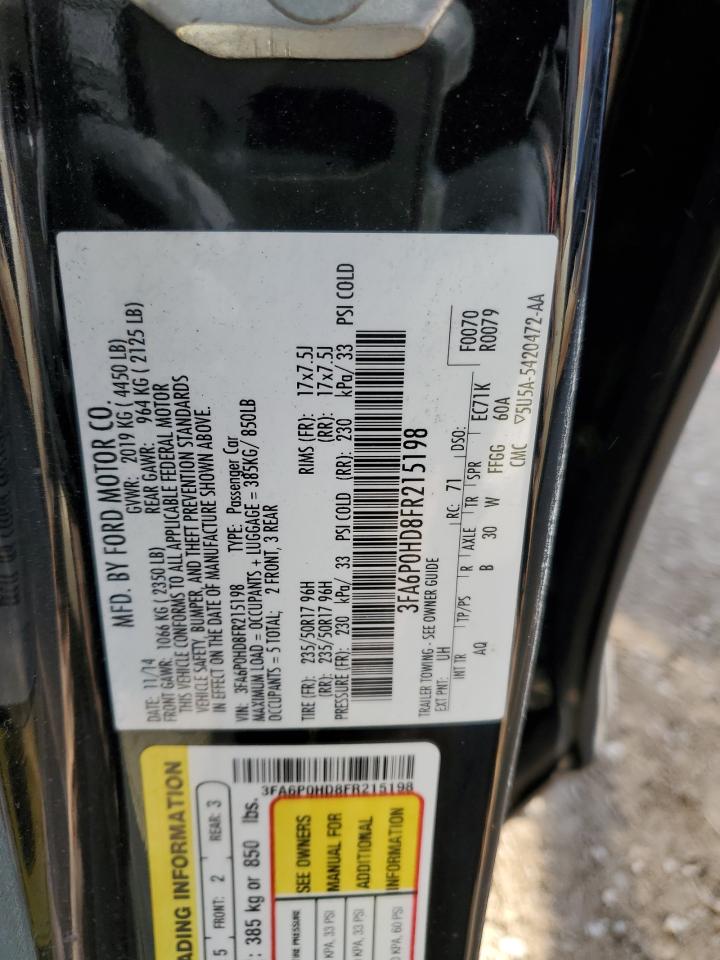 MFD. BY FORD MOTOR CO.
DATE: 11/14 GVWR: 2019 KG ( 4450 LB)
FRONT GAWR: 1066 KG ( 2350 LB) REAR GAWR: 964 KG ( 2125 LB)
THIS VEHICLE CONFORMS TO ALL APPLICABLE FEDERAL MOTOR
VEHICLE SAFETY, BUMPER, AND THEFT PREVENTION STANDARDS
IN EFFECT ON THE DATE OF MANUFACTURE SHOWN ABOVE.
VIN: 3FA6P0HD8FR215198 TYPE: Passenger Car
MAXIMUM LOAD = OCCUPANTS + LUGGAGE = 385KG/ 850LB
OCCUPANTS = 5 TOTAL; 2 FRONT, 3 REAR
TIRE (FR): 235/50R17 96H RIMS (FR): 17x7.5J
(RR): 235/50R17 96H (RR): 17x7.5J
PRESSURE (FR): 230 kPa/ 33 PSI COLD (RR): 230 kPa/ 33 PSI COLD
3FA6P0HD8FR215198
TRAILER TOWING - SEE OWNER GUIDE
EXT PNT: UH RC: 71 DSO: F0070
INT TR TP/PS R AXLE TR SPR EC71K R0079
AQ B 30 W FFGG 60A
CMC ▽5U5A-5420472-AA
ADING INFORMATION
5 FRONT: 2 REAR: 3
: 385 kg or 850 lbs.
3FA6P0HD8FR215198
RE PRESSURE
KPA, 33 PSI
KPA, 33 PSI
KPA, 60 PSI
SEE OWNERS
MANUAL FOR
ADDITIONAL
INFORMATION